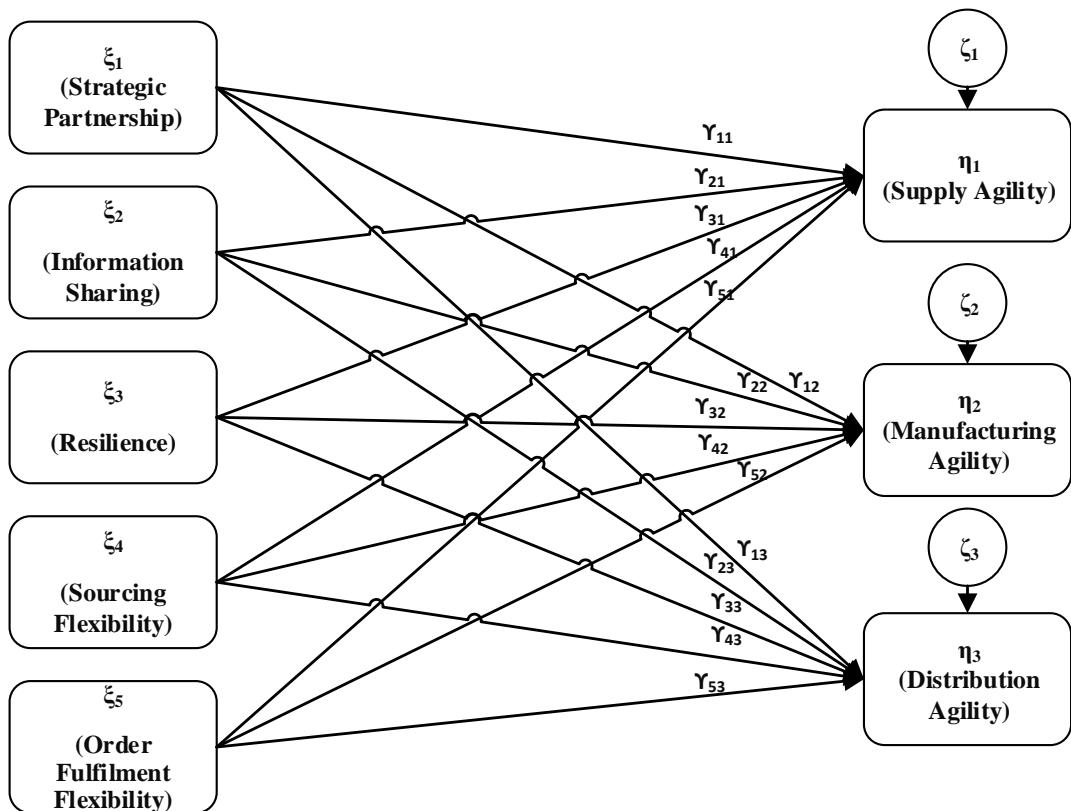 ξ1
(Strategic
Partnership)
ξ2
(Information
Sharing)
ξ3
(Resilience)
ξ4
(Sourcing
Flexibility)
ξ5
(Order
Fulfilment
Flexibility)
ϒ11
ϒ21
ϒ31
ϒ41
ϒ51
ϒ12
ϒ22
ϒ32
ϒ42
ϒ52
ϒ13
ϒ23
ϒ33
ϒ43
ϒ53
ζ1
η1
(Supply Agility)
ζ2
η2
(Manufacturing
Agility)
ζ3
η3
(Distribution
Agility)